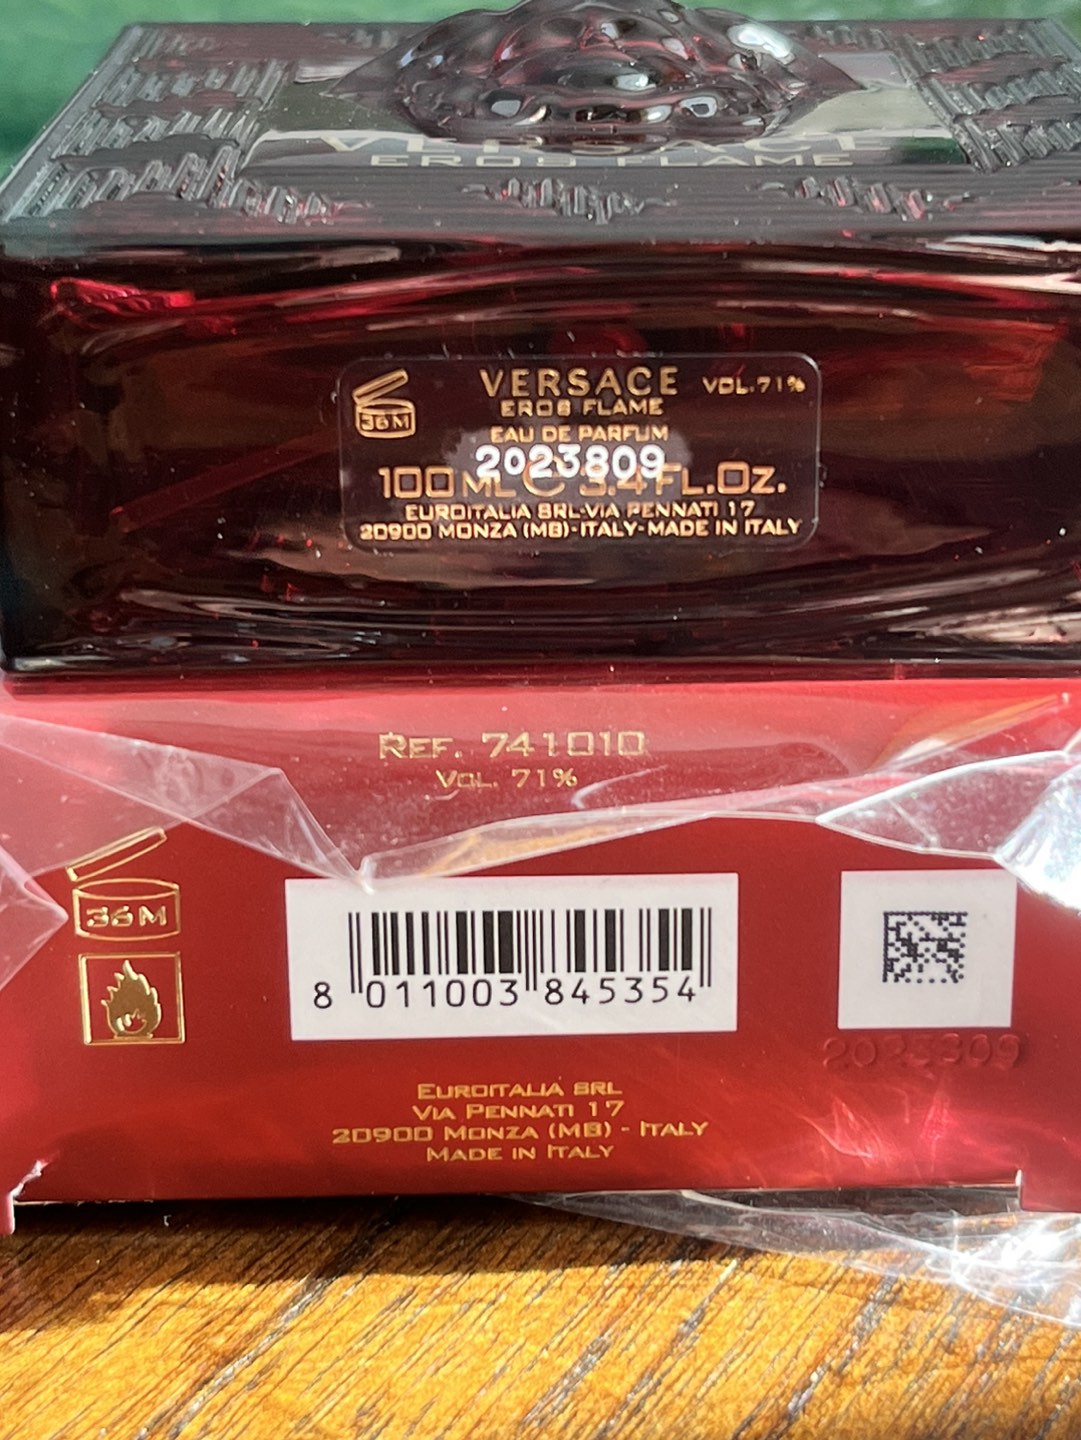 VERSACE
EROS FLAME
36M
VERSACE VOL.71%
EROS FLAME
EAU DE PARFUM
2023809
100 ML ℮ 3.4 FL.Oz.
EUROITALIA SRL-VIA PENNATI 17
20900 MONZA (MB)-ITALY-MADE IN ITALY
REF. 741010
VOL. 71%
36M
8 011003 845354
2023809
EUROITALIA SRL
VIA PENNATI 17
20900 MONZA (MB) - ITALY
MADE IN ITALY